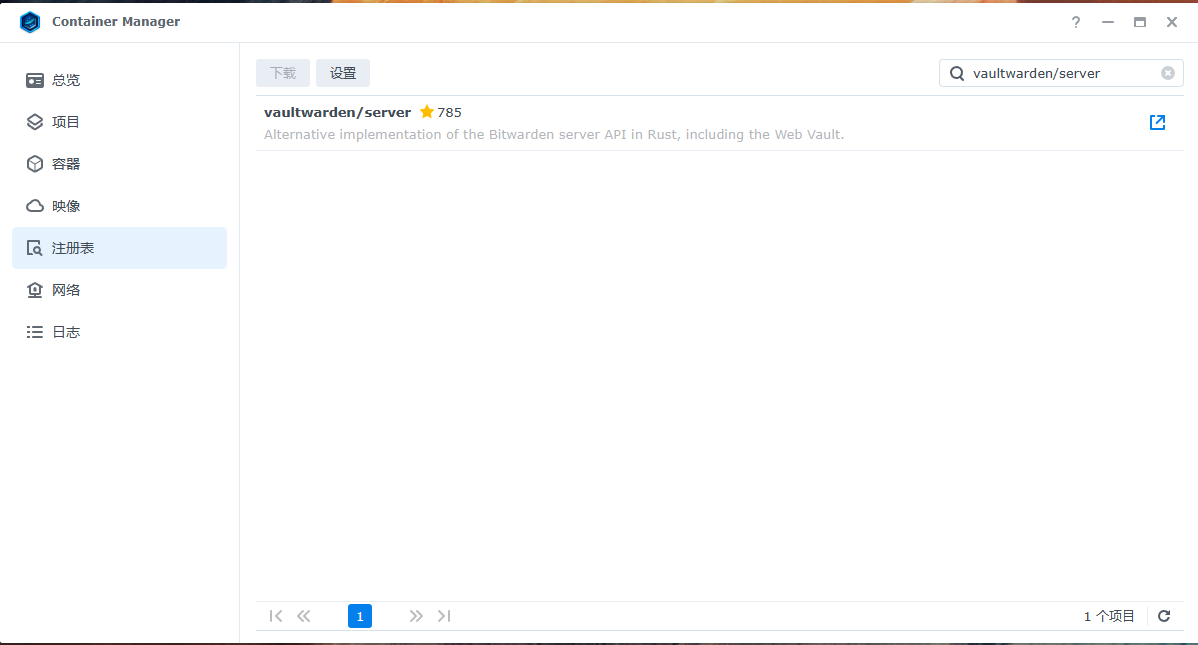 Container Manager
?
总览
项目
容器
映像
注册表
网络
日志
下载
设置
vaultwarden/server
vaultwarden/server 785
Alternative implementation of the Bitwarden server API in Rust, including the Web Vault.
1
1 个项目